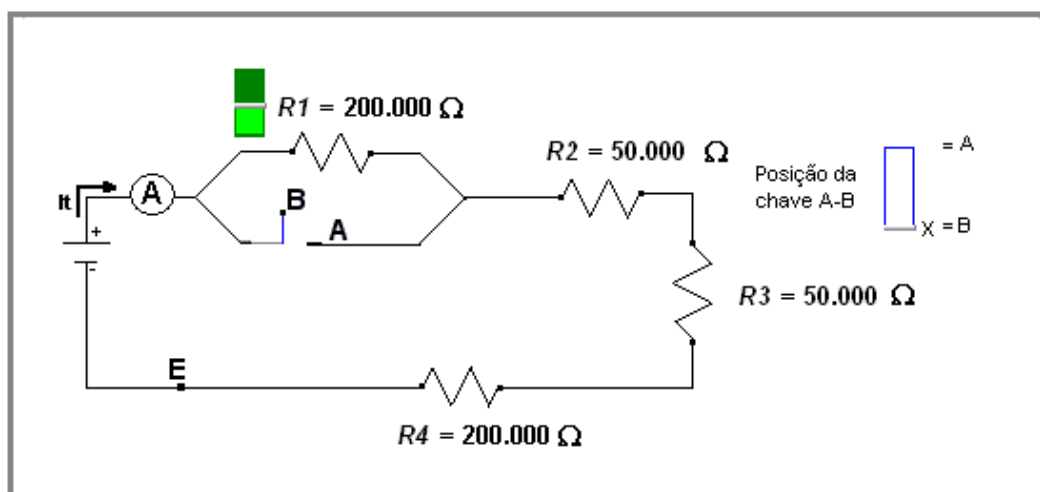 R1 = 200.000 Ω
R2 = 50.000 Ω
Posição da
chave A-B
= A
X = B
It
A
B
A
+
-
R3 = 50.000 Ω
E
R4 = 200.000 Ω